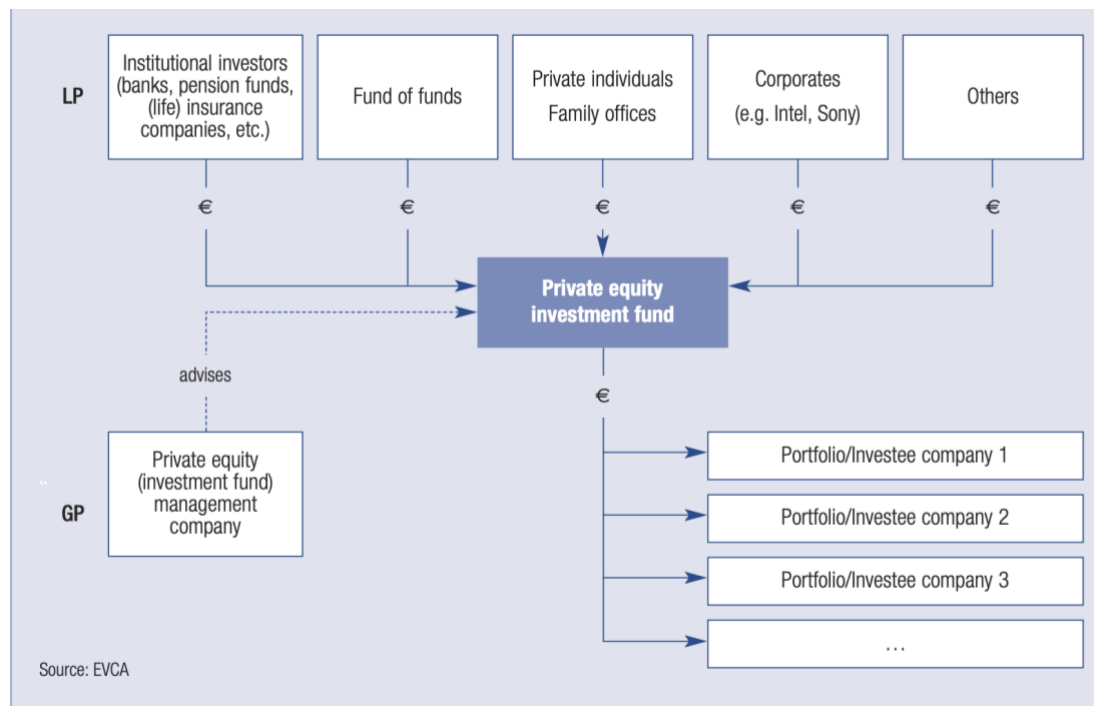 LP
Institutional investors
(banks, pension funds,
(life) insurance
companies, etc.)
Fund of funds
Private individuals
Family offices
Corporates
(e.g. Intel, Sony)
Others
€
€
€
€
€
Private equity
investment fund
advises
€
GP
Private equity
(investment fund)
management
company
Portfolio/Investee company 1
Portfolio/Investee company 2
Portfolio/Investee company 3
...
Source: EVCA